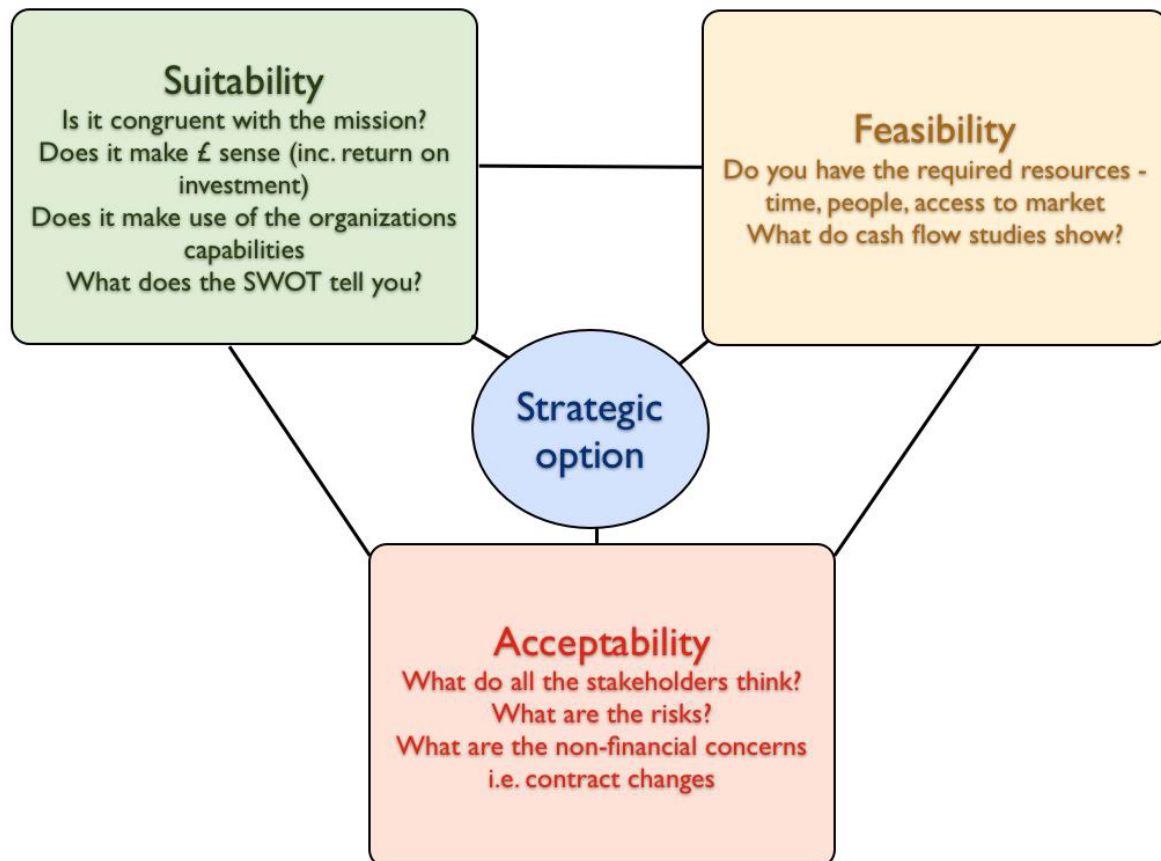 Suitability
Is it congruent with the mission?
Does it make £ sense (inc. return on
investment)
Does it make use of the organizations
capabilities
What does the SWOT tell you?
Feasibility
Do you have the required resources -
time, people, access to market
What do cash flow studies show?
Strategic
option
Acceptability
What do all the stakeholders think?
What are the risks?
What are the non-financial concerns
i.e. contract changes